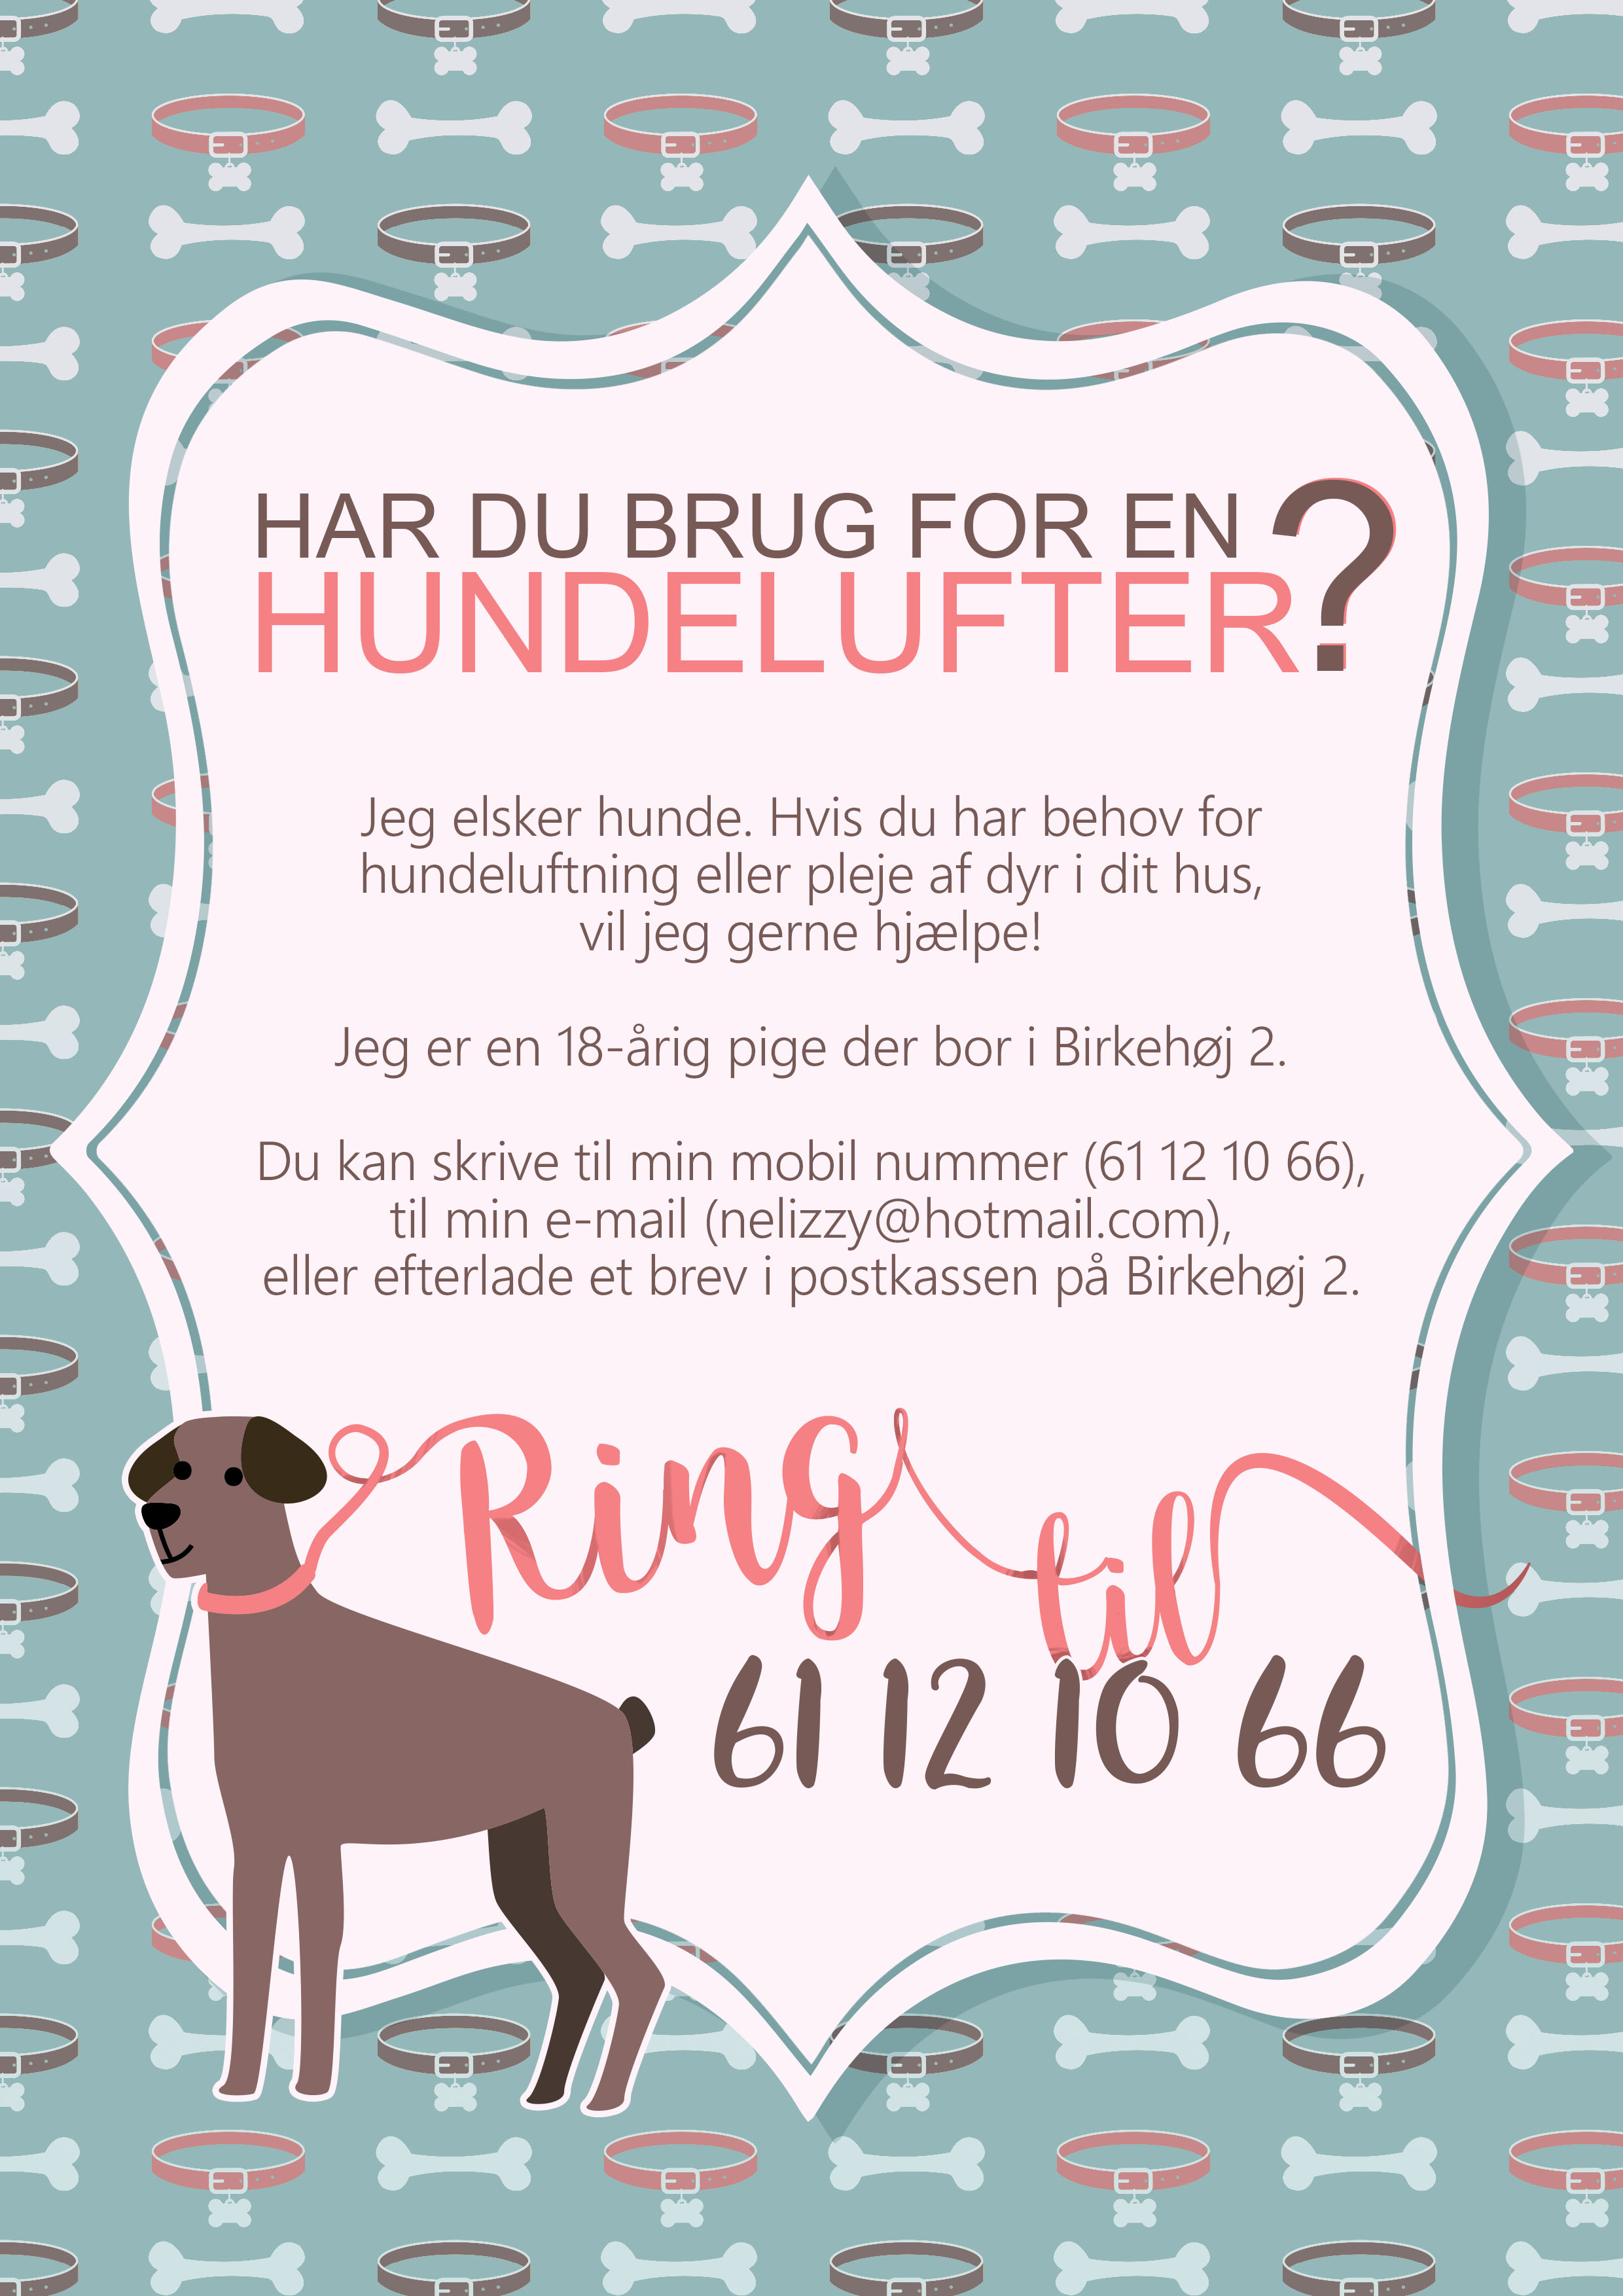 HAR DU BRUG FOR EN
HUNDELUFTER?
Jeg elsker hunde. Hvis du har behov for
hundeluftning eller pleje af dyr i dit hus,
vil jeg gerne hjælpe!
Jeg er en 18-årig pige der bor i Birkehøj 2.
Du kan skrive til min mobil nummer (61 12 10 66),
til min e-mail (nelizzy@hotmail.com),
eller efterlade et brev i postkassen på Birkehøj 2.
Ring til
61 12 10 66